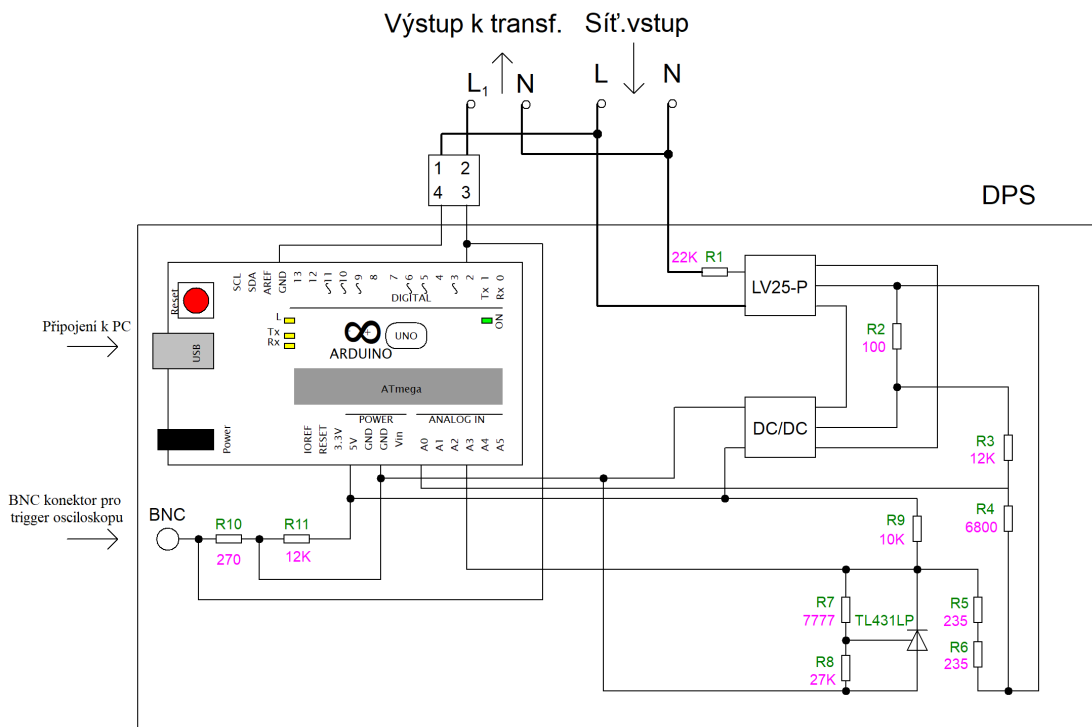 Výstup k transf. Síť.vstup
L1 N L N
1 2
4 3
DPS
SCL
SDA
AREF
GND
13
12
11
10
9
8
7
6
5
4
3
2
Tx 1
Rx 0
DIGITAL
Reset
L
Tx
Rx
ON
UNO
ARDUINO
USB
Připojení k PC
ATmega
POWER
ANALOG IN
Power
IOREF
RESET
3.3V
5V
GND
GND
Vin
A0
A1
A2
A3
A4
A5
22K R1
LV25-P
R2
100
DC/DC
R3
12K
R4
6800
BNC konektor pro
trigger osciloskopu
BNC
R10
270
R11
12K
R9
10K
R7
7777
TL431LP
R5
235
R8
27K
R6
235